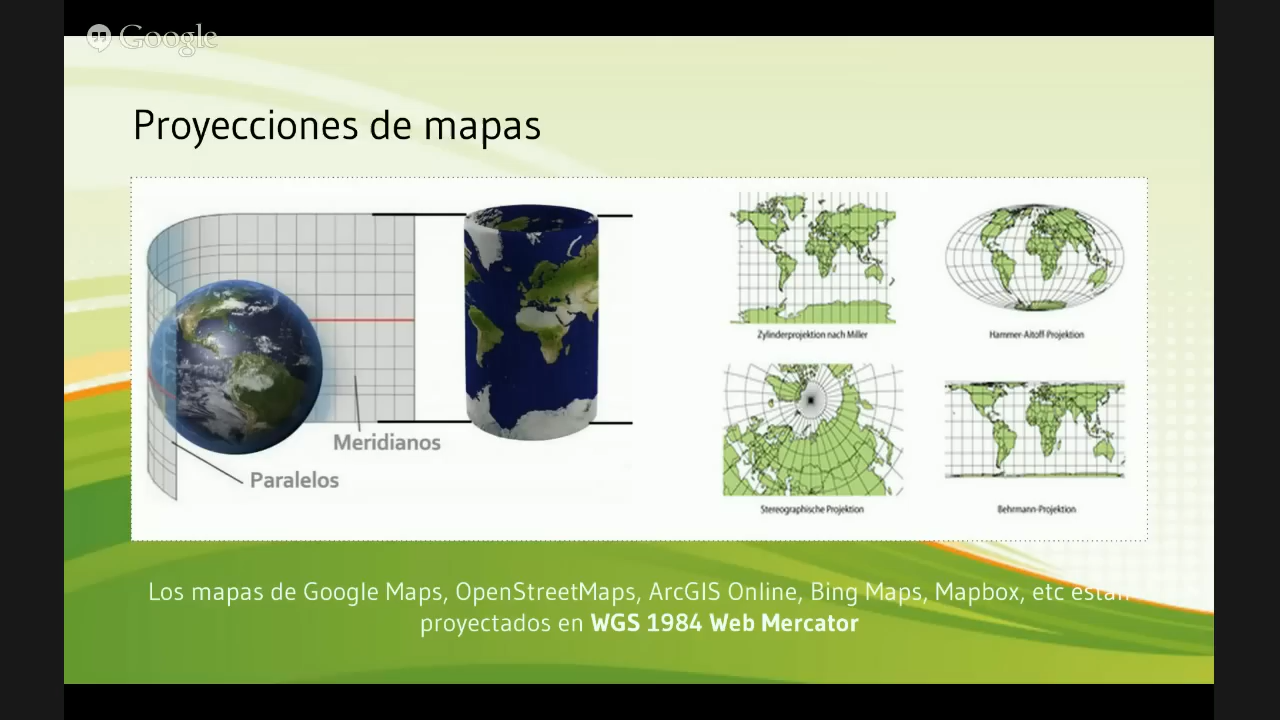 Google
Proyecciones de mapas
Meridianos
Paralelos
Zylinderprojektion nach Miller
Hammer-Aitoff-Projektion
Stereographische Projektion
Behrmann-Projektion
Los mapas de Google Maps, OpenStreetMaps, ArcGIS Online, Bing Maps, Mapbox, etc están
proyectados en WGS 1984 Web Mercator